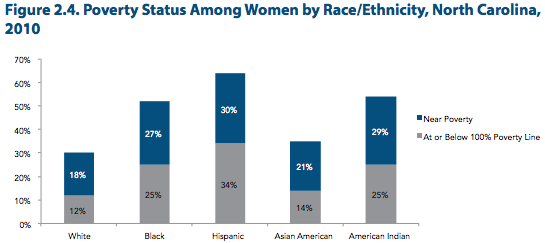 Figure 2.4. Poverty Status Among Women by Race/Ethnicity, North Carolina,
2010
70%
60%
50%
40%
30%
20%
10%
0%
18%
12%
27%
25%
30%
34%
21%
14%
29%
25%
White
Black
Hispanic
Asian American
American Indian
Near Poverty
At or Below 100% Poverty Line